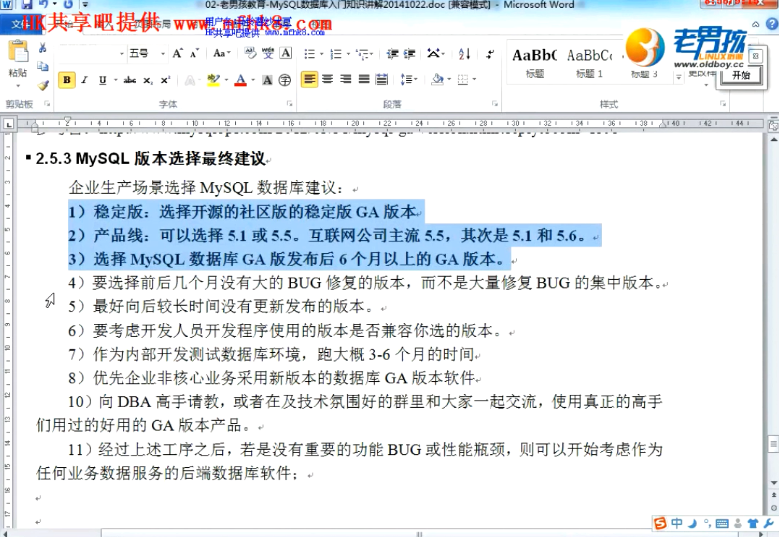 02-老男孩教育-MySQL数据库入门知识讲解20141022.doc [兼容模式] - Microsoft Word
HK共享吧提供 www.mfhk8.com
HK共享吧提供:www.mfhk8.com
五号
粘贴
AaBb(
AaBbCc
标题
标题 1
标题 3
更改样式
开始
老男孩
LINUX培训
www.oldboy.cc
剪贴板
字体
段落
样式
2.5.3 MySQL 版本选择最终建议
企业生产场景选择 MySQL 数据库建议：
1）稳定版：选择开源的社区版的稳定版 GA 版本
2）产品线：可以选择 5.1 或 5.5。互联网公司主流 5.5，其次是 5.1 和 5.6。
3）选择 MySQL 数据库 GA 版发布后 6 个月以上的 GA 版本。
4）要选择前后几个月没有大的 BUG 修复的版本，而不是大量修复 BUG 的集中版本。
5）最好向后较长时间没有更新发布的版本。
6）要考虑开发人员开发程序使用的版本是否兼容你选的版本。
7）作为内部开发测试数据库环境，跑大概 3-6 个月的时间
8）优先企业非核心业务采用新版本的数据库 GA 版本软件
10）向 DBA 高手请教，或者在及技术氛围好的群里和大家一起交流，使用真正的高手
们用过的好用的 GA 版本产品。
11）经过上述工序之后，若是没有重要的功能 BUG 或性能瓶颈，则可以开始考虑作为
任何业务数据服务的后端数据库软件；
中